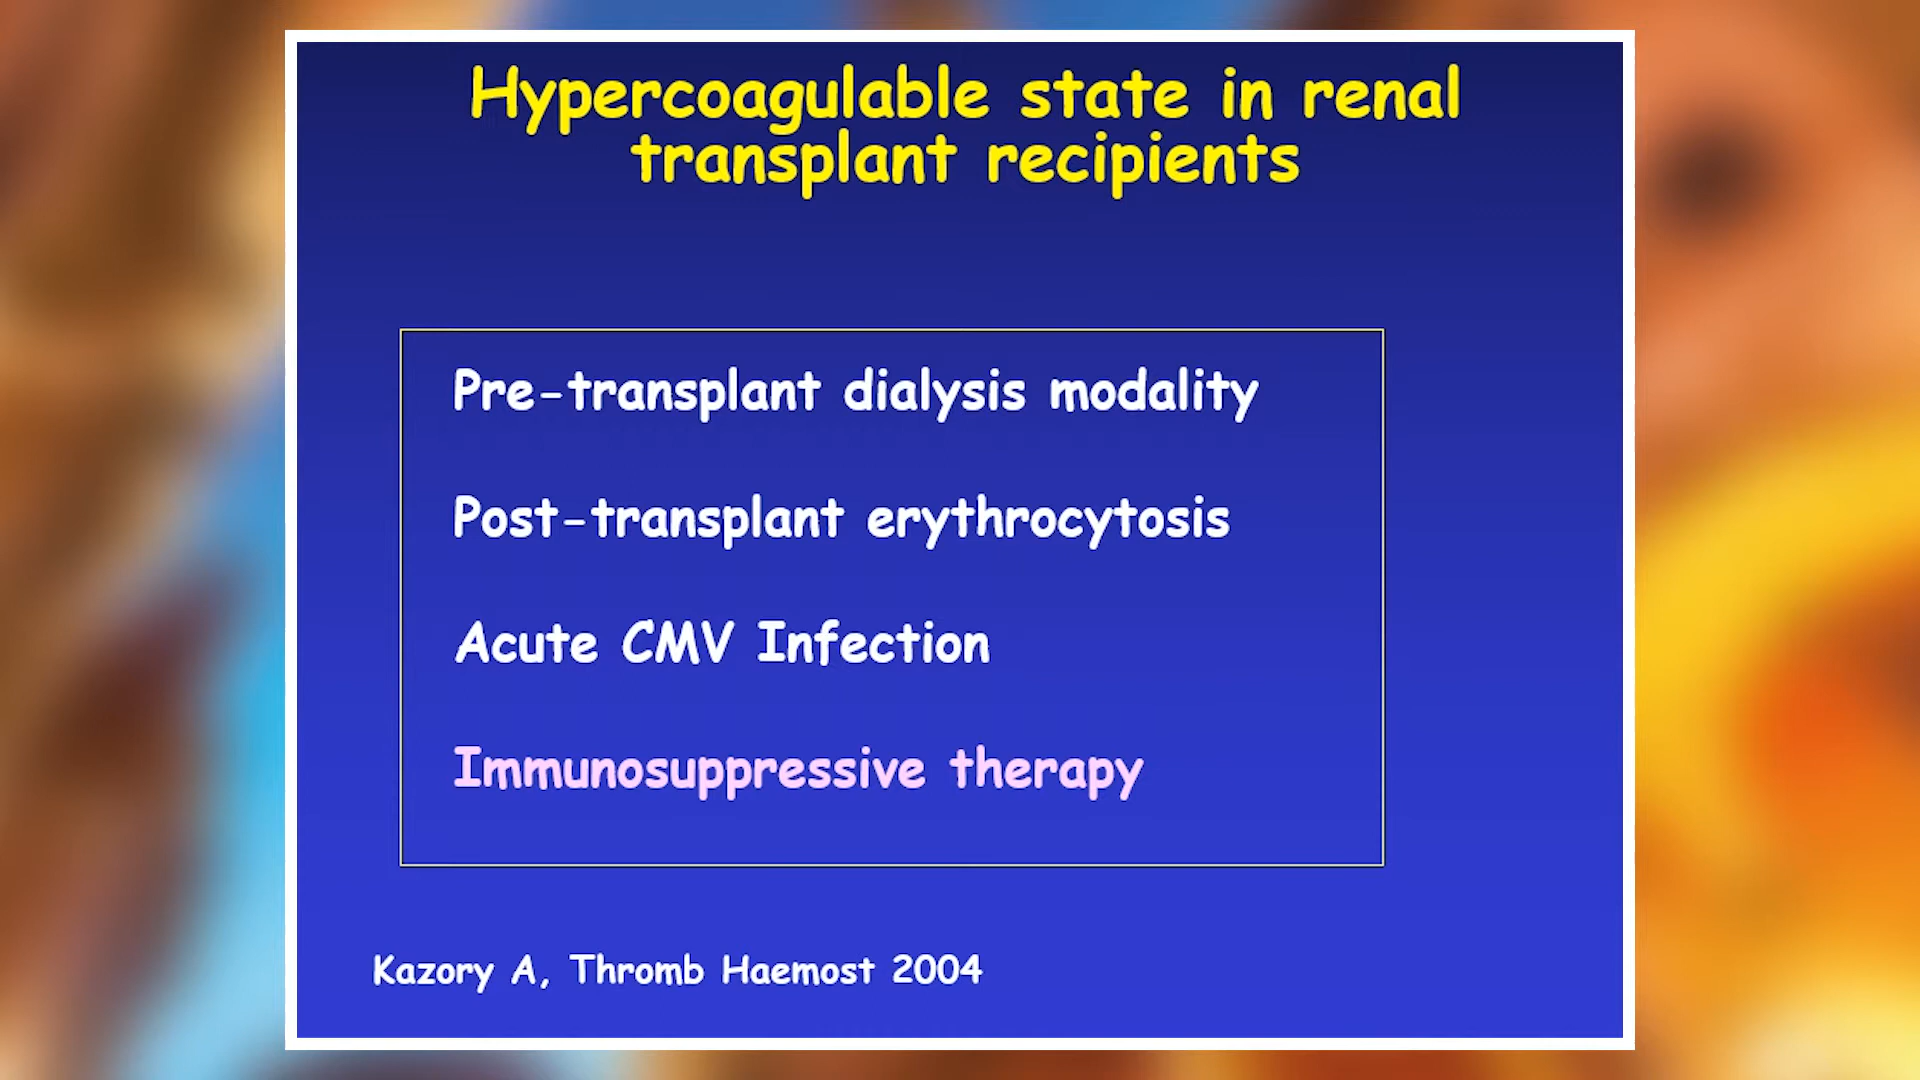 Hypercoagulable state in renal
transplant recipients
Pre-transplant dialysis modality
Post-transplant erythrocytosis
Acute CMV Infection
Immunosuppressive therapy
Kazory A, Thromb Haemost 2004